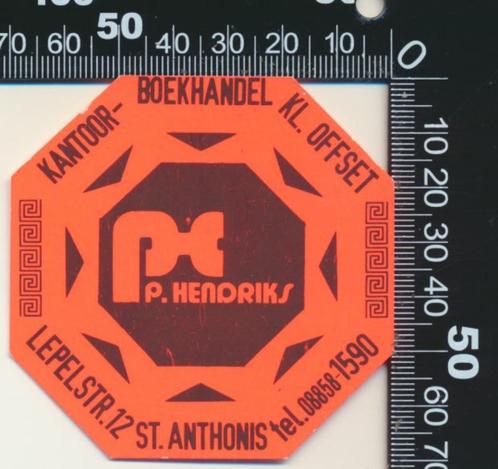 KANTOOR-
BOEKHANDEL
KL. OFFSET
P. HENDRIKS
LEPELSTR. 12
ST. ANTHONIS
tel. 08858-1590
50
70 60 40 30 20 10 0
10
20
30
40
50
60
70